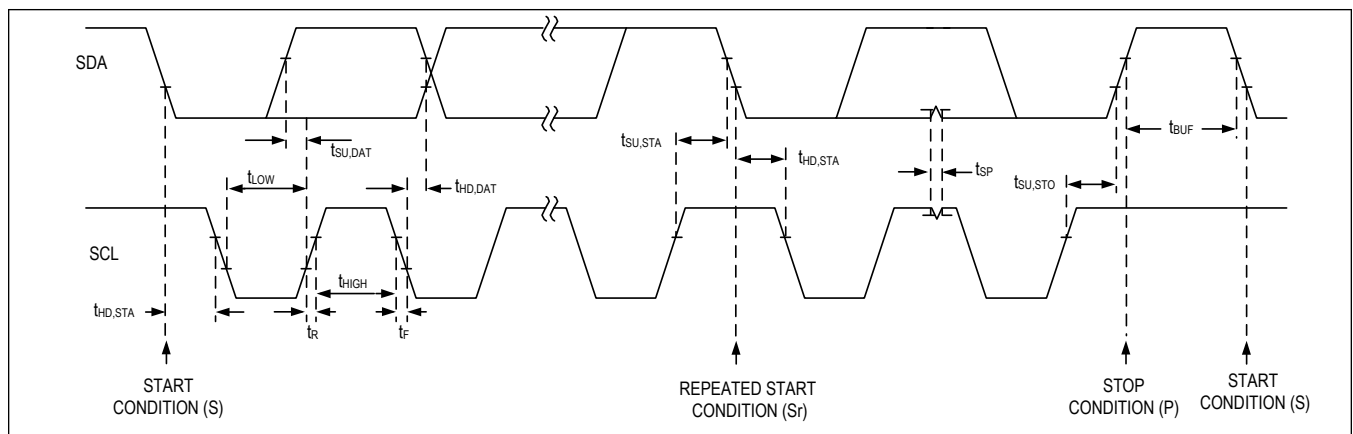 SDA
tSU,DAT
tLOW
tHD,DAT
tSU,STA
tHD,STA
tSP
tSU,STO
tBUF
SCL
tHD,STA
tR
tHIGH
tF
START
CONDITION (S)
REPEATED START
CONDITION (Sr)
STOP
CONDITION (P)
START
CONDITION (S)